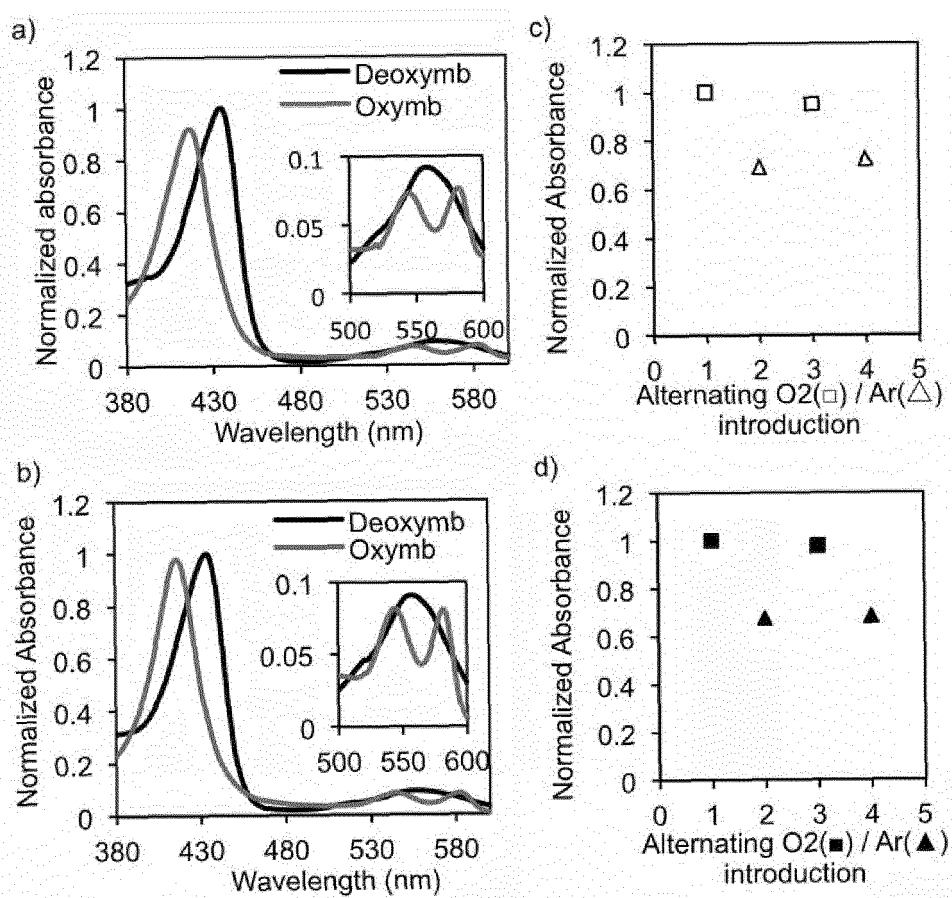 a)
1.2
1
0.8
0.6
0.4
0.2
0
Normalized absorbance
Deoxymb
Oxymb
0.1
0.05
0
500 550 600
380 430 480 530 580
Wavelength (nm)
b)
1.2
1
0.8
0.6
0.4
0.2
0
Normalized Absorbance
Deoxymb
Oxymb
0.1
0.05
0
500 550 600
380 430 480 530 580
Wavelength (nm)
c)
1.2
1
0.8
0.6
0.4
0.2
0
Normalized Absorbance
0 1 2 3 4 5
Alternating O2(□) / Ar(△)
introduction
d)
1.2
1
0.8
0.6
0.4
0.2
0
Normalized Absorbance
0 1 2 3 4 5
Alternating O2(■) / Ar(▲)
introduction